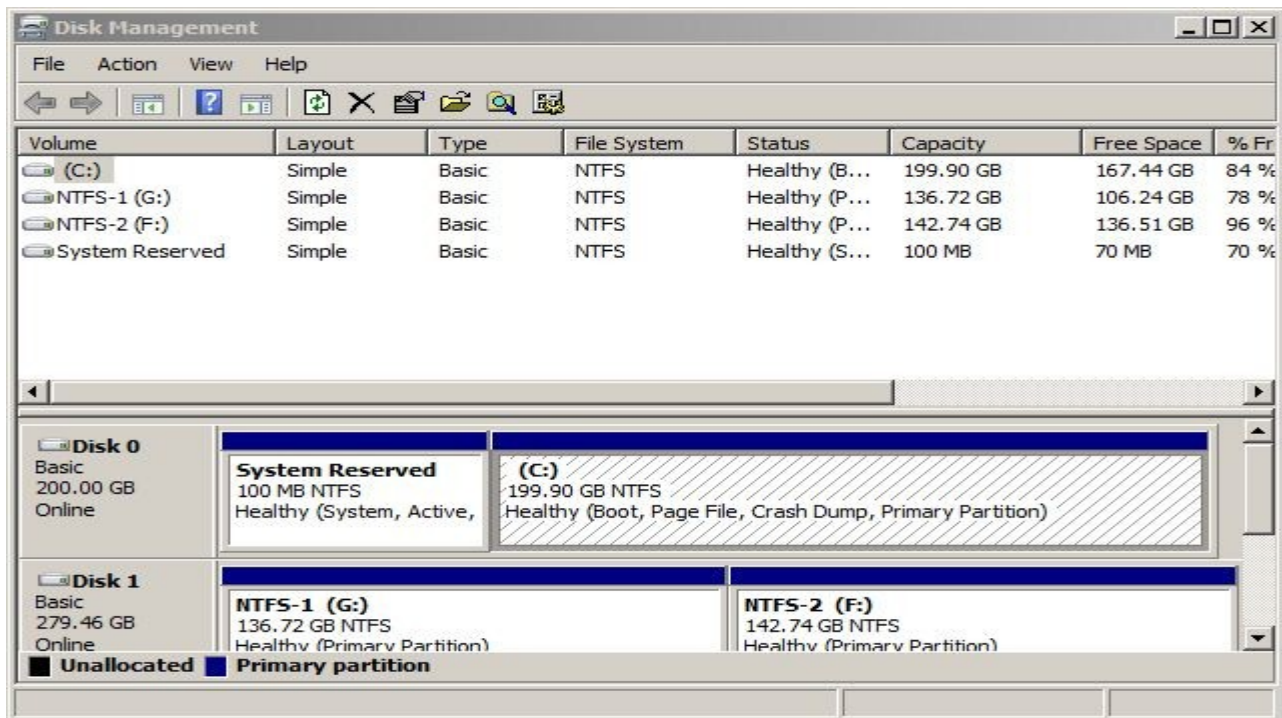 Disk Management
File Action View Help
Volume Layout Type File System Status Capacity Free Space % Fr
(C:) Simple Basic NTFS Healthy (B... 199.90 GB 167.44 GB 84 %
NTFS-1 (G:) Simple Basic NTFS Healthy (P... 136.72 GB 106.24 GB 78 %
NTFS-2 (F:) Simple Basic NTFS Healthy (P... 142.74 GB 136.51 GB 96 %
System Reserved Simple Basic NTFS Healthy (S... 100 MB 70 MB 70 %
Disk 0
Basic
200.00 GB
Online
System Reserved
100 MB NTFS
Healthy (System, Active,
(C:)
199.90 GB NTFS
Healthy (Boot, Page File, Crash Dump, Primary Partition)
Disk 1
Basic
279.46 GB
Online
NTFS-1 (G:)
136.72 GB NTFS
Healthy (Primary Partition)
NTFS-2 (F:)
142.74 GB NTFS
Healthy (Primary Partition)
Unallocated Primary partition